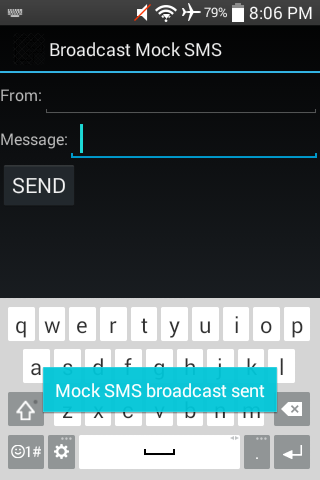 79% 8:06 PM
Broadcast Mock SMS
From:
Message:
SEND
q w e r t y u i o p
a s d f g h j k l
Mock SMS broadcast sent
z x c v b n m
1# .